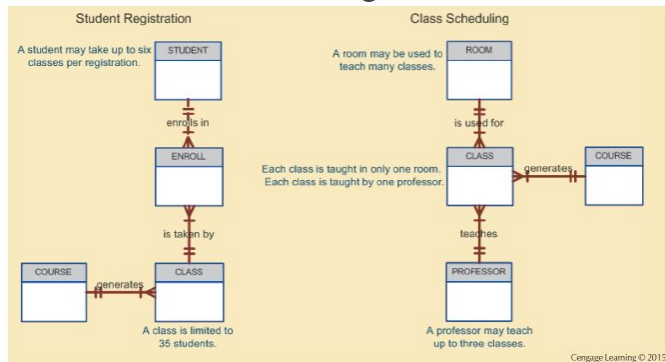 Student Registration
Class Scheduling
A student may take up to six
classes per registration.
STUDENT
enrolls in
ENROLL
is taken by
COURSE
generates
CLASS
A class is limited to
35 students.
A room may be used to
teach many classes.
ROOM
is used for
Each class is taught in only one room.
Each class is taught by one professor.
CLASS
generates
COURSE
teaches
PROFESSOR
A professor may teach
up to three classes.
Cengage Learning © 2015